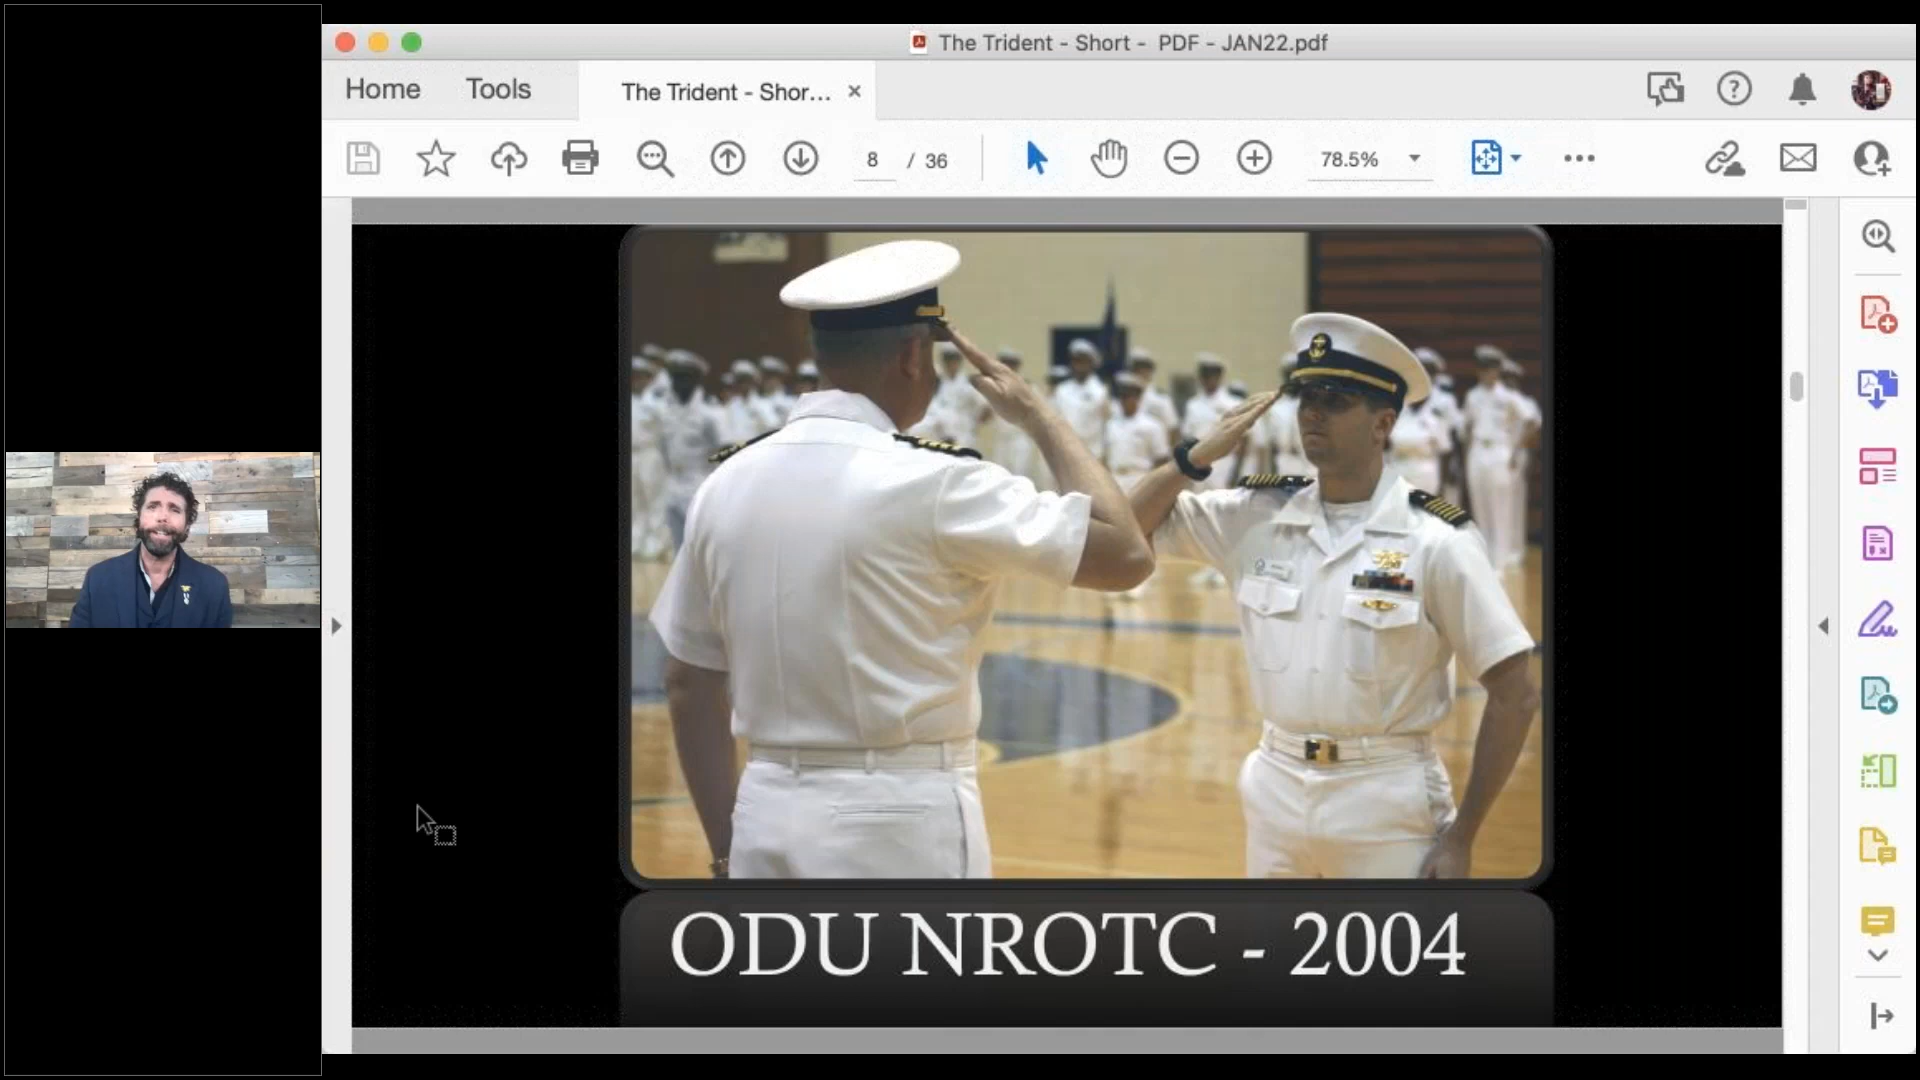 The Trident - Short -  PDF - JAN22.pdf
Home
Tools
The Trident - Shor...
8 / 36
78.5%
ODU NROTC - 2004